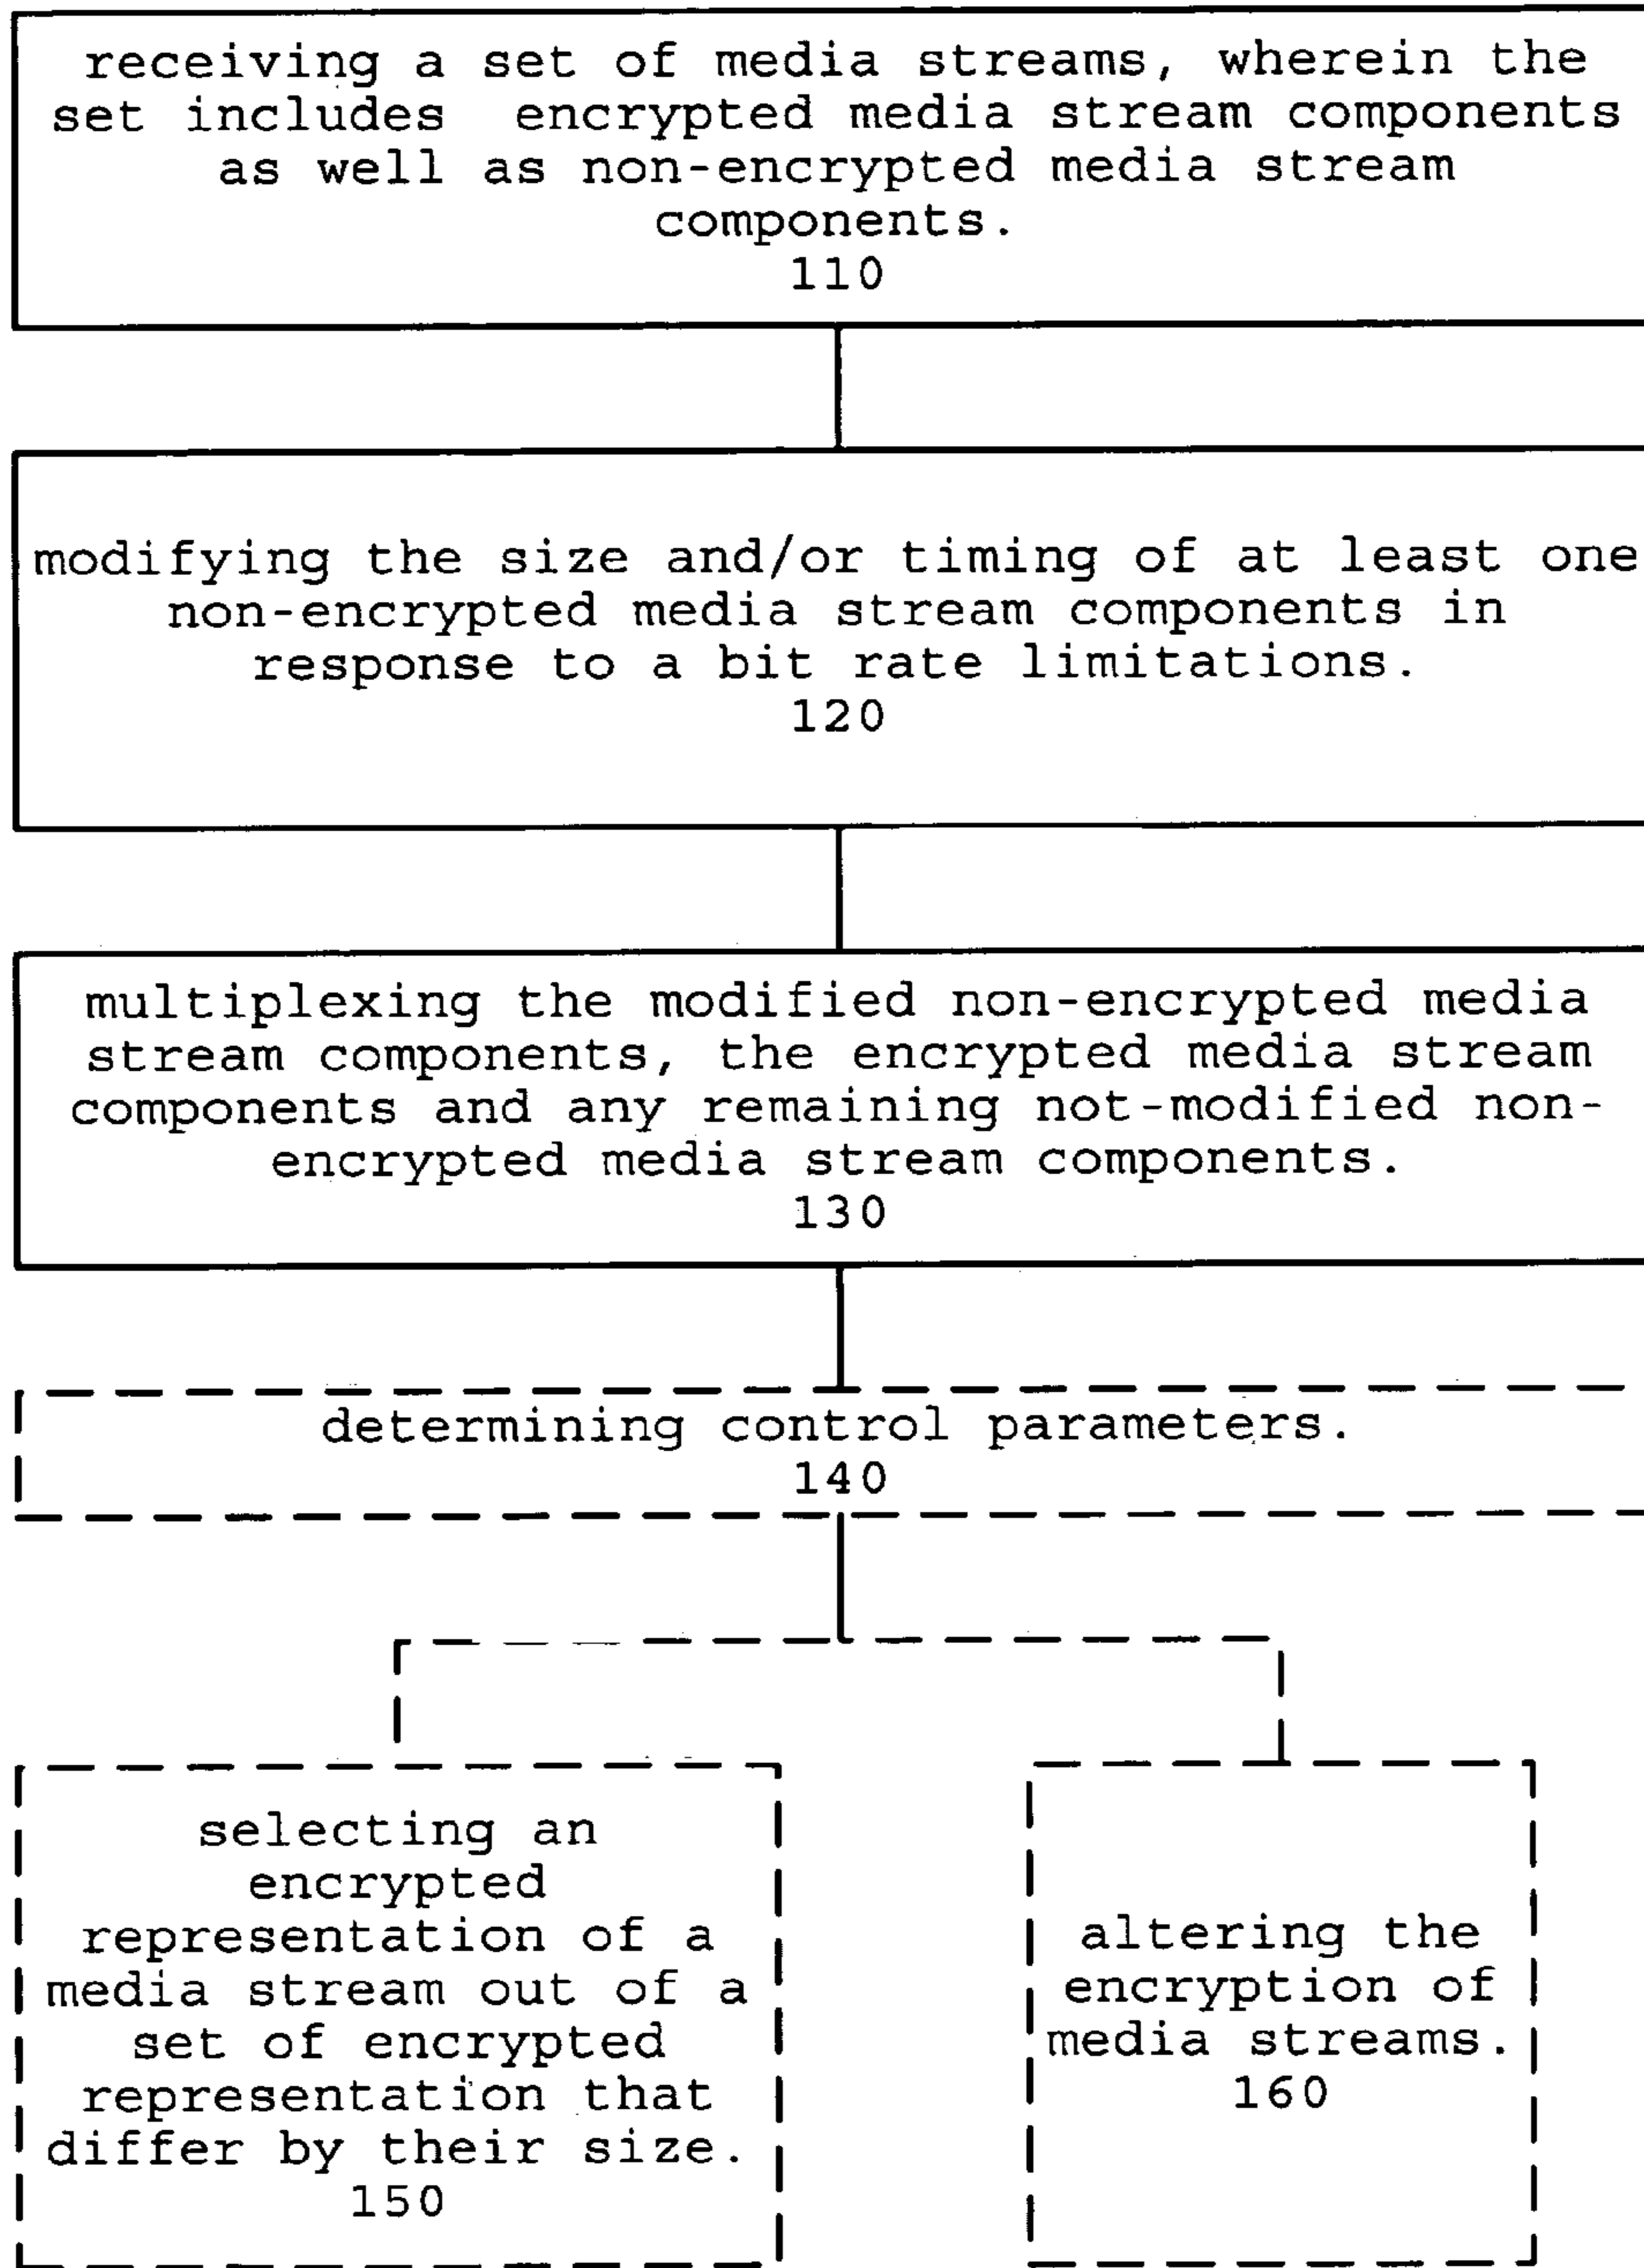 receiving a set of media streams, wherein the
set includes encrypted media stream components
as well as non-encrypted media stream
components.
110
modifying the size and/or timing of at least one
non-encrypted media stream components in
response to a bit rate limitations.
120
multiplexing the modified non-encrypted media
stream components, the encrypted media stream
components and any remaining not-modified non-
encrypted media stream components.
130
determining control parameters.
140
selecting an
encrypted
representation of a
media stream out of a
set of encrypted
representation that
differ by their size.
150
altering the
encryption of
media streams.
160